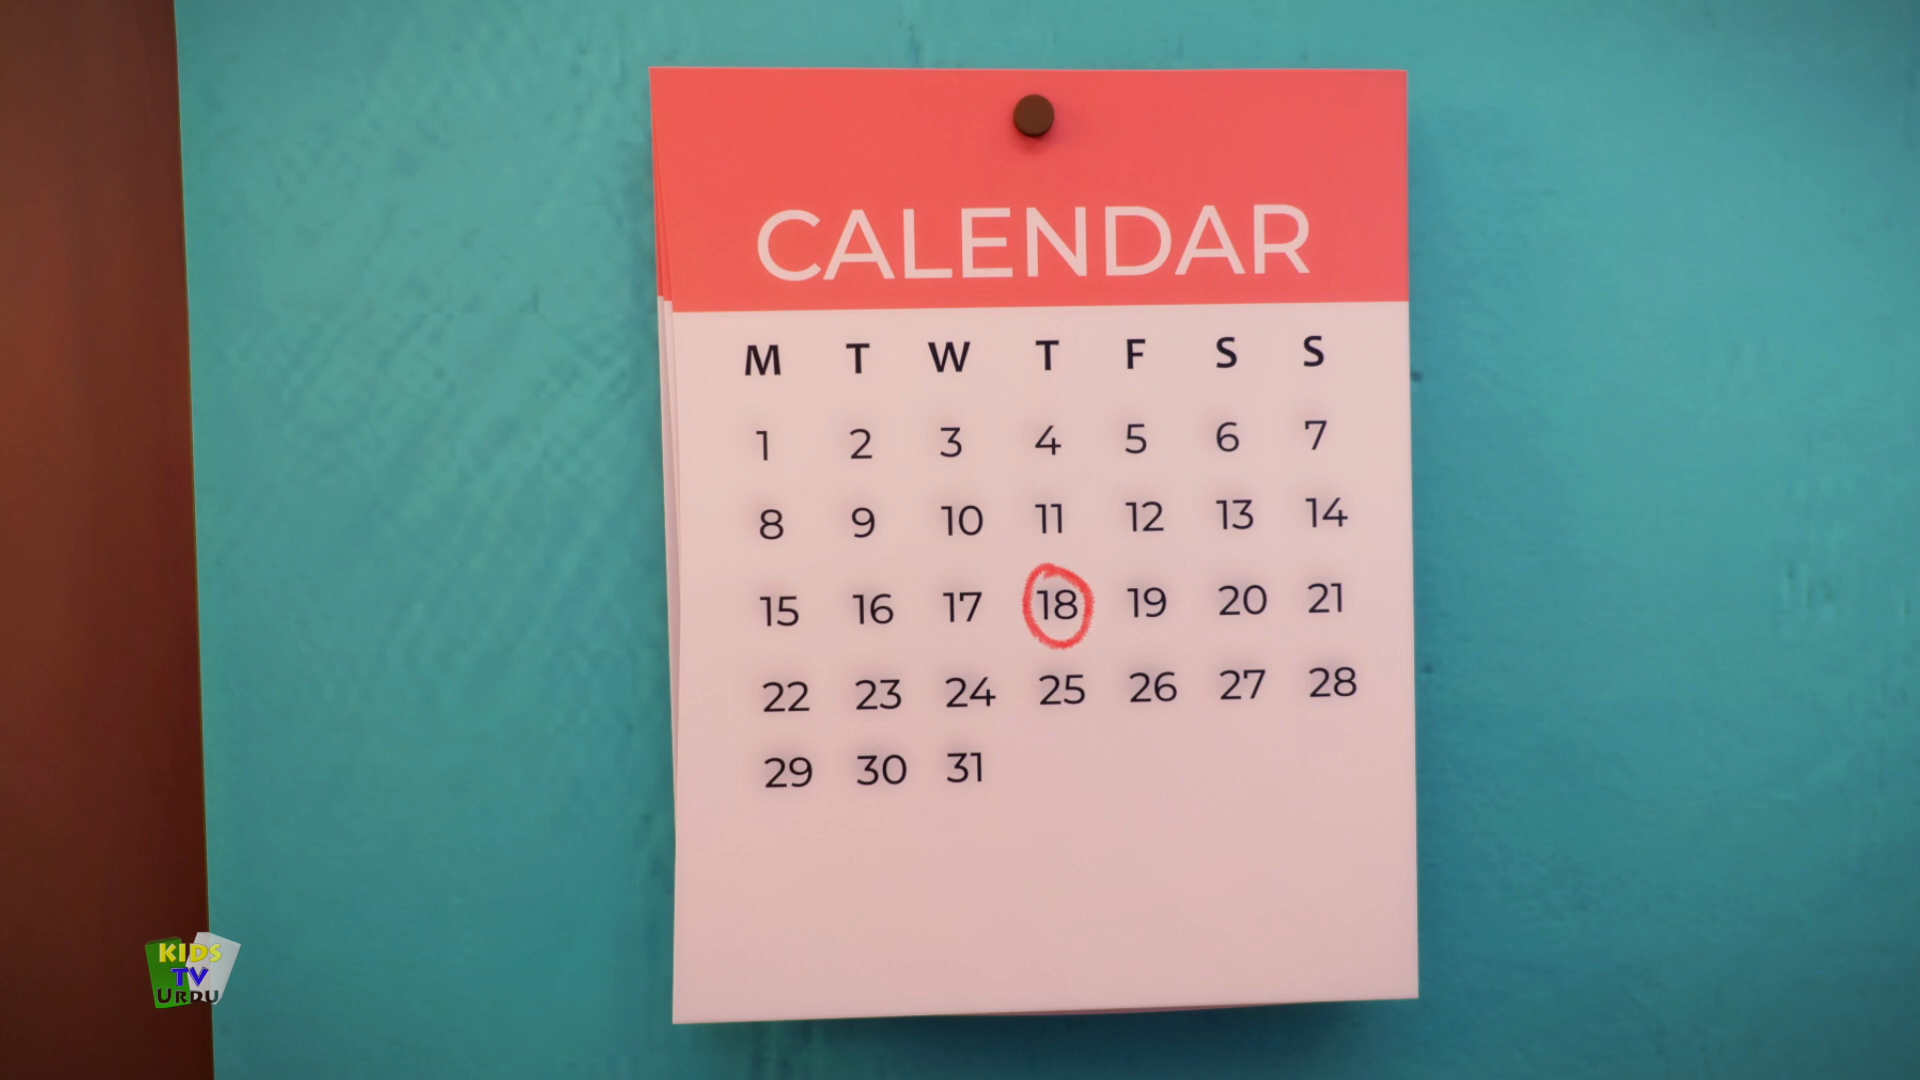 CALENDAR
M T W T F S S
1 2 3 4 5 6 7
8 9 10 11 12 13 14
15 16 17 18 19 20 21
22 23 24 25 26 27 28
29 30 31
KIDS
TV
URDU